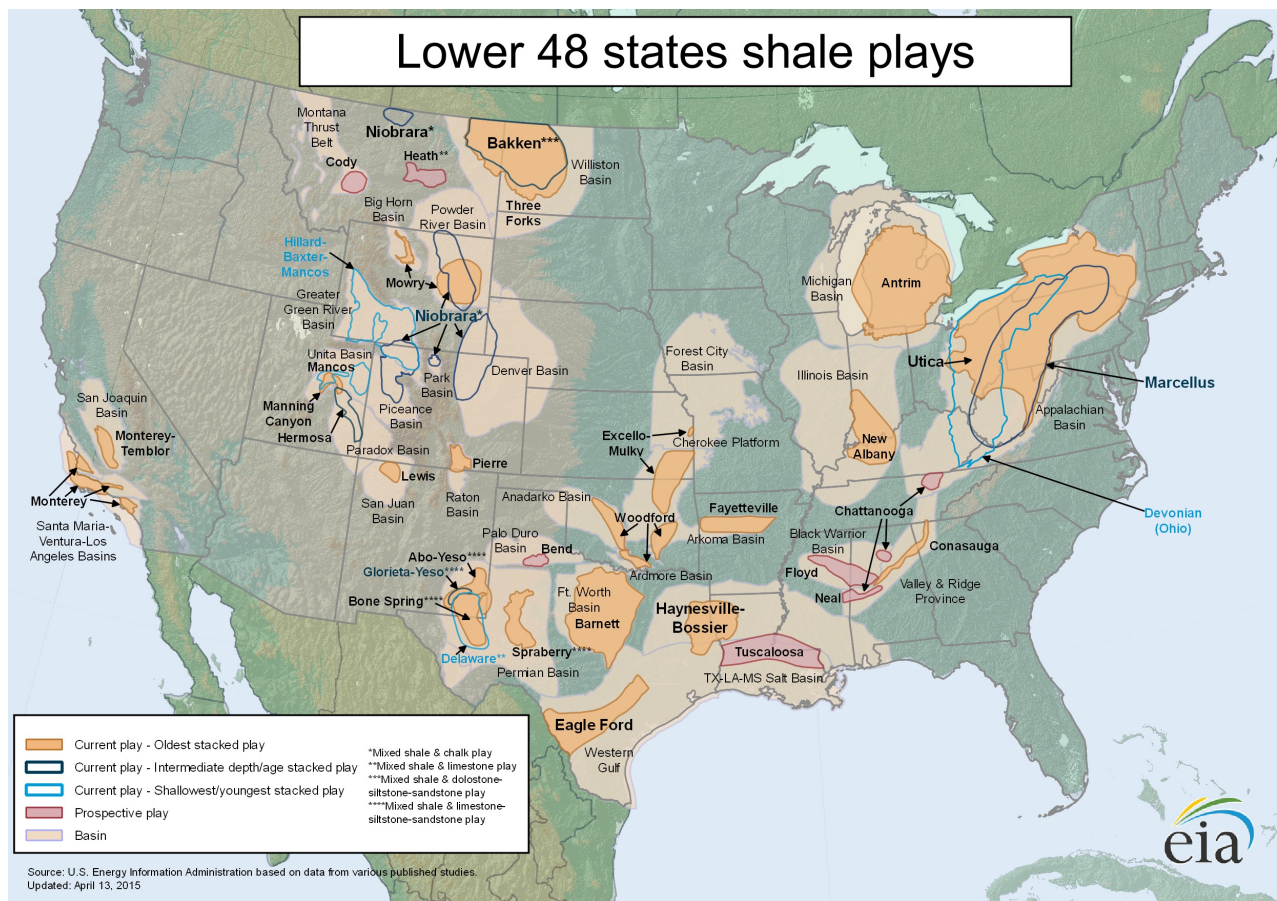 Lower 48 states shale plays
Montana
Thrust
Belt
Niobrara*
Bakken***
Heath**
Cody
Williston
Basin
Big Horn
Basin
Powder
River Basin
Three
Forks
Hillard-
Baxter-
Mancos
Mowry
Michigan
Basin
Antrim
Greater
Green River
Basin
Niobrara*
Unita Basin
Mancos
Park
Basin
Denver Basin
Forest City
Basin
Illinois Basin
Utica
Marcellus
San Joaquin
Basin
Manning
Canyon
Piceance
Basin
Appalachian
Basin
Hermosa
Monterey-
Temblor
Paradox Basin
Excello-
Mulky
Cherokee Platform
New
Albany
Pierre
Lewis
Monterey
San Juan
Basin
Raton
Basin
Anadarko Basin
Woodford
Fayetteville
Chattanooga
Devonian
(Ohio)
Santa Maria-
Ventura-Los
Angeles Basins
Palo Duro
Basin
Bend
Arkoma Basin
Black Warrior
Basin
Conasauga
Abo-Yeso****
Glorieta-Yeso****
Ardmore Basin
Floyd
Valley & Ridge
Province
Bone Spring****
Ft. Worth
Basin
Barnett
Neal
Haynesville-
Bossier
Delaware**
Spraberry****
Tuscaloosa
Permian Basin
TX-LA-MS Salt Basin
Eagle Ford
Western
Gulf
Current play - Oldest stacked play
Current play - Intermediate depth/age stacked play
Current play - Shallowest/youngest stacked play
Prospective play
Basin
*Mixed shale & chalk play
**Mixed shale & limestone play
***Mixed shale & dolostone-
siltstone-sandstone play
****Mixed shale & limestone-
siltstone-sandstone play
eia
Source: U.S. Energy Information Administration based on data from various published studies.
Updated: April 13, 2015